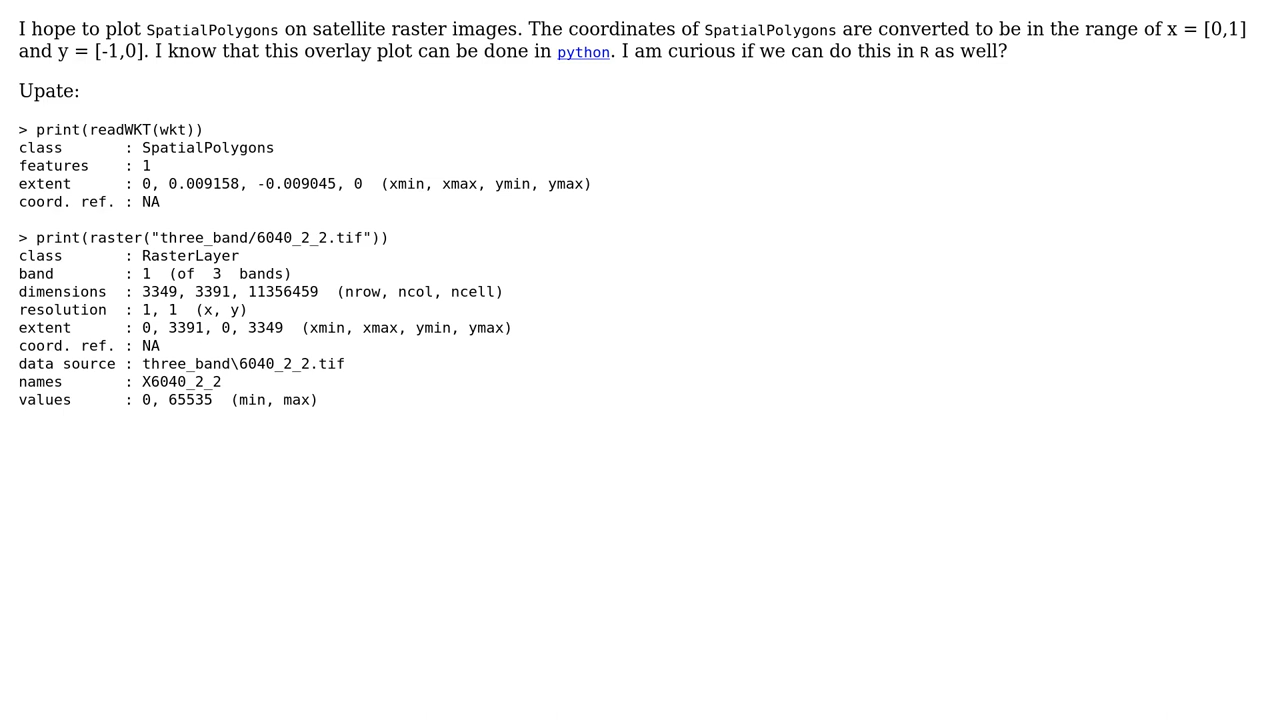 I hope to plot SpatialPolygons on satellite raster images. The coordinates of SpatialPolygons are converted to be in the range of x = [0,1]
and y = [-1,0]. I know that this overlay plot can be done in python. I am curious if we can do this in R as well?
Upate:
> print(readWKT(wkt))
class       : SpatialPolygons
features    : 1
extent      : 0, 0.009158, -0.009045, 0  (xmin, xmax, ymin, ymax)
coord. ref. : NA
> print(raster("three_band/6040_2_2.tif"))
class       : RasterLayer
band        : 1  (of  3  bands)
dimensions  : 3349, 3391, 11356459  (nrow, ncol, ncell)
resolution  : 1, 1  (x, y)
extent      : 0, 3391, 0, 3349  (xmin, xmax, ymin, ymax)
coord. ref. : NA
data source : three_band\6040_2_2.tif
names       : X6040_2_2
values      : 0, 65535  (min, max)